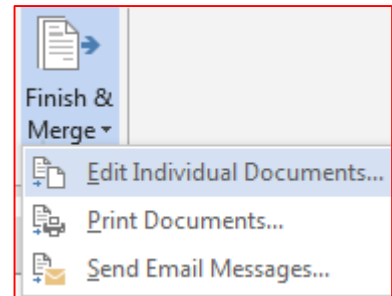 Finish &
Merge
Edit Individual Documents...
Print Documents...
Send Email Messages...